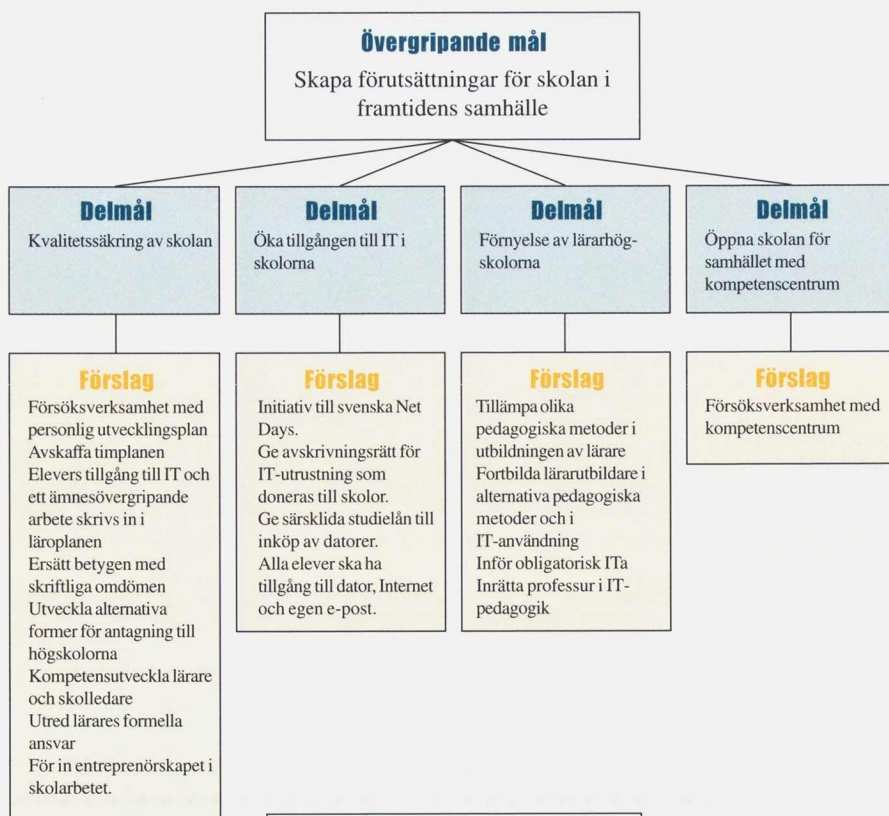 Övergripande mål
Skapa förutsättningar för skolan i
framtidens samhälle
Delmål
Kvalitetssäkring av skolan
Delmål
Öka tillgången till IT i
skolorna
Delmål
Förnyelse av lärarhög-
skolorna
Delmål
Öppna skolan för
samhället med
kompetenscentrum
Förslag
Försöksverksamhet med
personlig utvecklingsplan
Avskaffa timplanen
Elevers tillgång till IT och
ett ämnesövergripande
arbete skrivs in i
läroplanen
Ersätt betygen med
skriftliga omdömen
Utveckla alternativa
former för antagning till
högskolorna
Kompetensutveckla lärare
och skolledare
Utred lärares formella
ansvar
För in entreprenörskapet i
skolarbetet.
Förslag
Initiativ till svenska Net
Days.
Ge avskrivningsrätt för
IT-utrustning som
doneras till skolor.
Ge särsklida studielån till
inköp av datorer.
Alla elever ska ha
tillgång till dator, Internet
och egen e-post.
Förslag
Tillämpa olika
pedagogiska metoder i
utbildningen av lärare
Fortbilda lärarutbildare i
alternativa pedagogiska
metoder och i
IT-användning
Inför obligatorisk ITa
Inrätta professur i IT-
pedagogik
Förslag
Försöksverksamhet med
kompetenscentrum